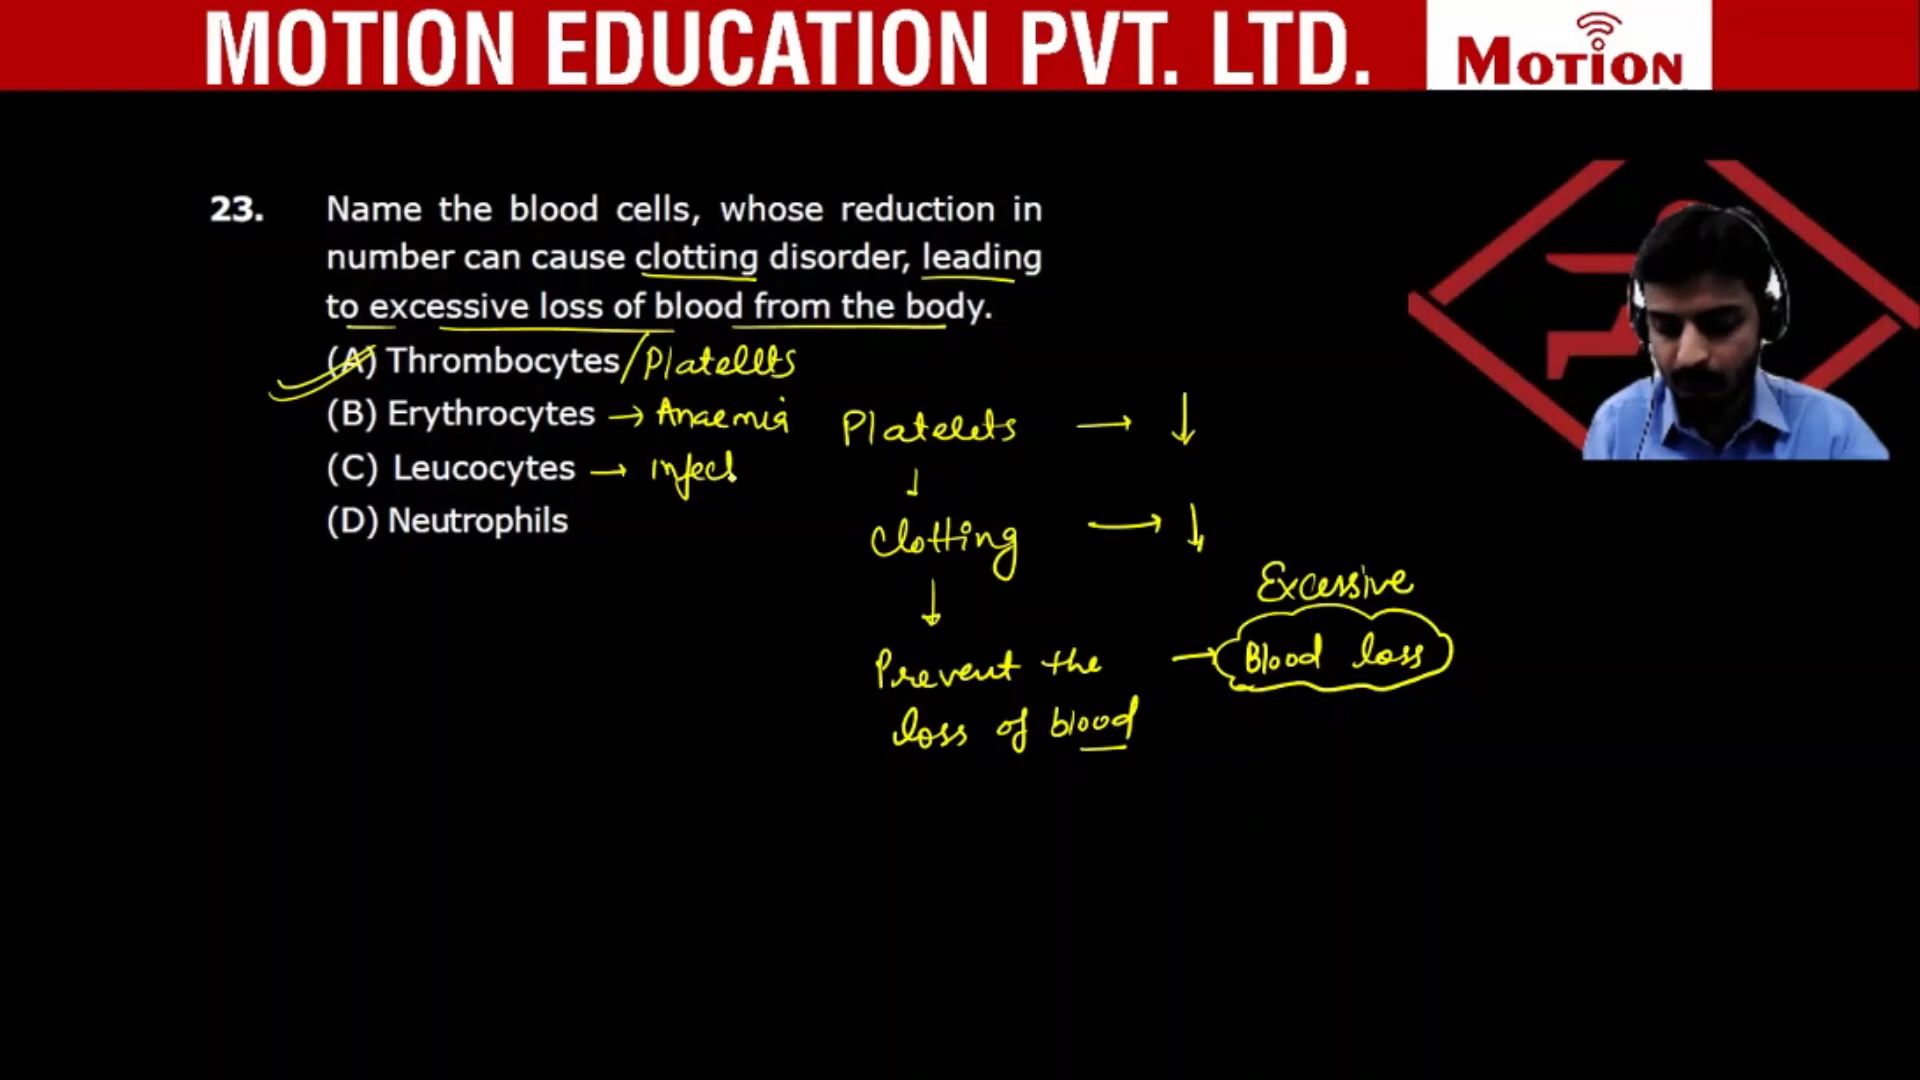 MOTION EDUCATION PVT. LTD.
MOTION
23. Name the blood cells, whose reduction in
number can cause clotting disorder, leading
to excessive loss of blood from the body.
(A) Thrombocytes/Platellts
(B) Erythrocytes → Anaemia
(C) Leucocytes → infect
(D) Neutrophils
Platelets → ↓
↓
Clotting → ↓
↓
Prevent the
loss of blood
→ Excessive
Blood loss